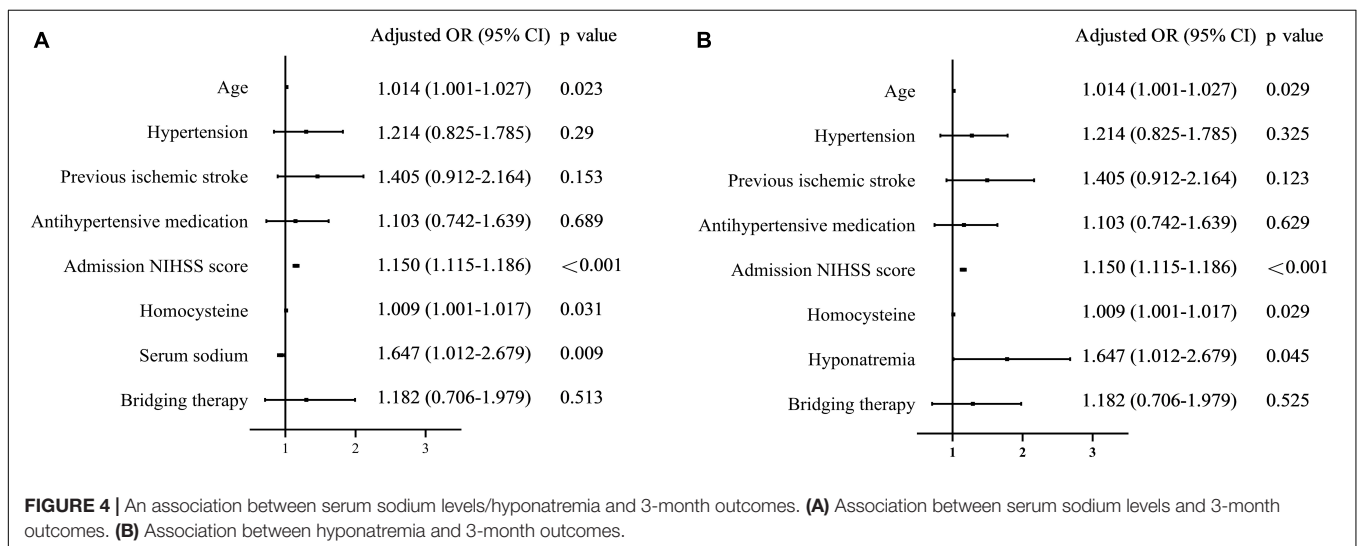 A
Adjusted OR (95% CI) p value
Age 1.014 (1.001-1.027) 0.023
Hypertension 1.214 (0.825-1.785) 0.29
Previous ischemic stroke 1.405 (0.912-2.164) 0.153
Antihypertensive medication 1.103 (0.742-1.639) 0.689
Admission NIHSS score 1.150 (1.115-1.186) <0.001
Homocysteine 1.009 (1.001-1.017) 0.031
Serum sodium 1.647 (1.012-2.679) 0.009
Bridging therapy 1.182 (0.706-1.979) 0.513
1 2 3
B
Adjusted OR (95% CI) p value
Age 1.014 (1.001-1.027) 0.029
Hypertension 1.214 (0.825-1.785) 0.325
Previous ischemic stroke 1.405 (0.912-2.164) 0.123
Antihypertensive medication 1.103 (0.742-1.639) 0.629
Admission NIHSS score 1.150 (1.115-1.186) <0.001
Homocysteine 1.009 (1.001-1.017) 0.029
Hyponatremia 1.647 (1.012-2.679) 0.045
Bridging therapy 1.182 (0.706-1.979) 0.525
1 2 3
FIGURE 4 | An association between serum sodium levels/hyponatremia and 3-month outcomes. (A) Association between serum sodium levels and 3-month
outcomes. (B) Association between hyponatremia and 3-month outcomes.